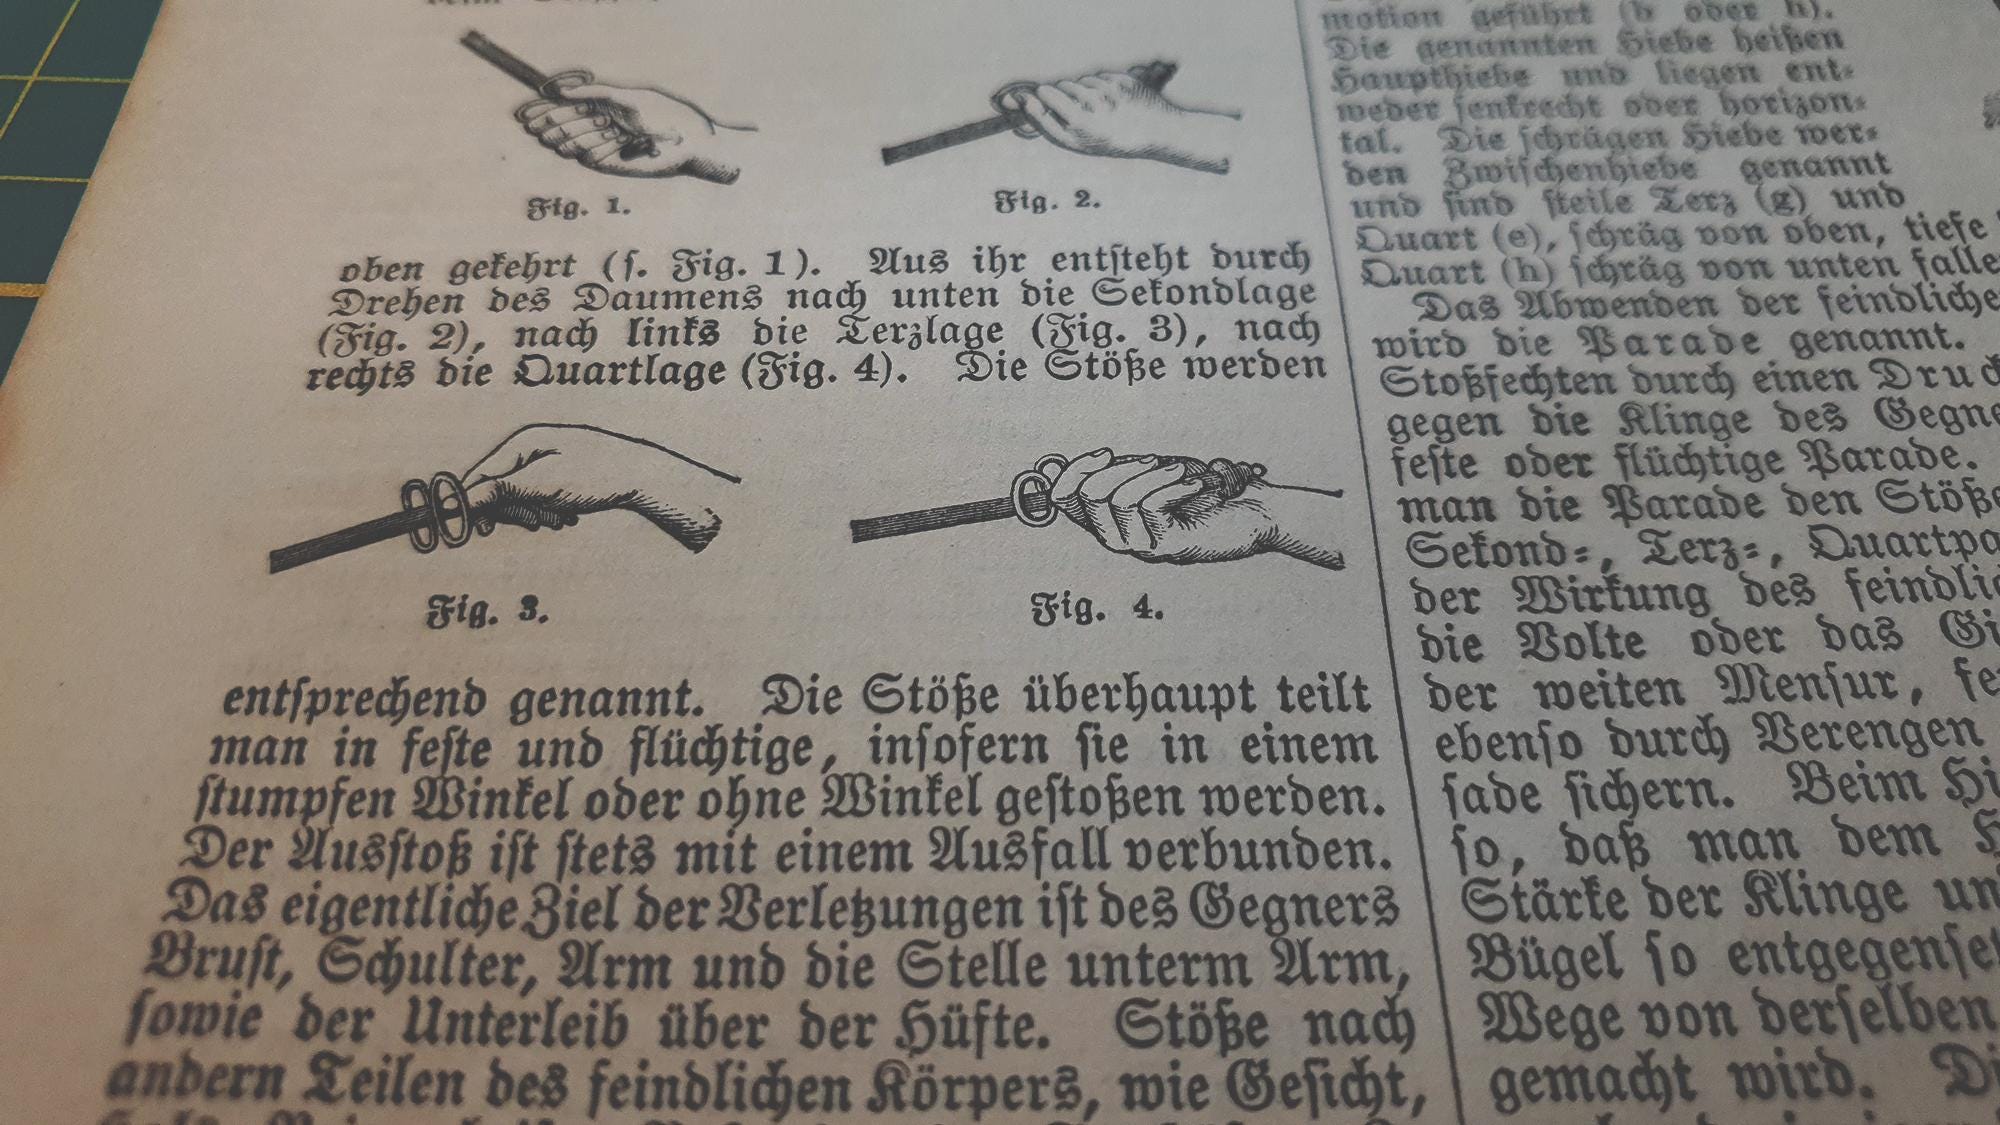 Fig. 1.
Fig. 2.
oben gekehrt (ſ. Fig. 1). Aus ihr entſteht durch
Drehen des Daumens nach unten die Sekondlage
(Fig. 2), nach links die Terzlage (Fig. 3), nach
rechts die Quartlage (Fig. 4). Die Stöße werden
Fig. 3.
Fig. 4.
entſprechend genannt. Die Stöße überhaupt teilt
man in feſte und flüchtige, inſofern ſie in einem
ſtumpfen Winkel oder ohne Winkel geſtoßen werden.
Der Ausſtoß iſt ſtets mit einem Ausfall verbunden.
Das eigentliche Ziel der Verletzungen iſt des Gegners
Bruſt, Schulter, Arm und die Stelle unterm Arm,
ſowie der Unterleib über der Hüfte. Stöße nach
andern Teilen des feindlichen Körpers, wie Geſicht,
motion geführt (b oder h).
Die genannten Hiebe heißen
Haupthiebe und liegen ent-
weder ſenkrecht oder horizon-
tal. Die ſchrägen Hiebe wer-
den Zwiſchenhiebe genannt
und ſind ſteile Terz (g) und
Quart (e), ſchräg von oben, tiefe
Quart (h) ſchräg von unten falle
Das Abwenden der feindliche
wird die Parade genannt.
Stoßfechten durch einen Druck
gegen die Klinge des Gegne
feſte oder flüchtige Parade.
man die Parade den Stöße
Sekond-, Terz-, Quartpa
der Wirkung des feindlic
die Volte oder das Gi
der weiten Menſur, fe
ebenſo durch Verengen
ſade ſichern. Beim Hi
ſo, daß man dem H
Stärke der Klinge un
Bügel ſo entgegenſet
Wege von derſelben
gemacht wird. Di